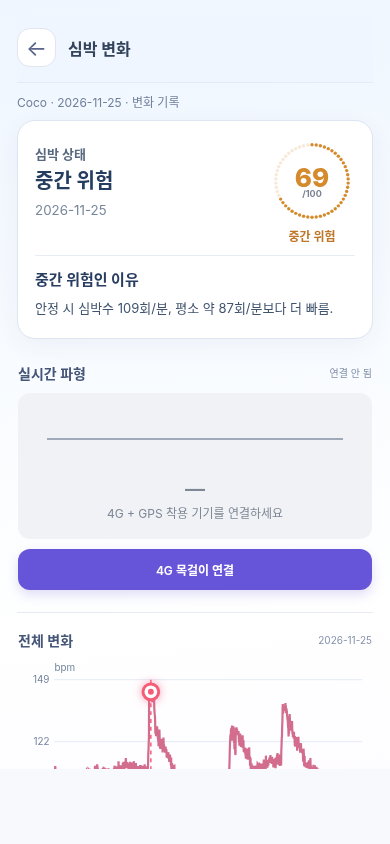 심박 변화
Coco · 2026-11-25 · 변화 기록
심박 상태
중간 위험
2026-11-25
69
/100
중간 위험
중간 위험인 이유
안정 시 심박수 109회/분, 평소 약 87회/분보다 더 빠름.
실시간 파형
연결 안 됨
—
4G + GPS 착용 기기를 연결하세요
4G 목걸이 연결
전체 변화
2026-11-25
bpm
149
122